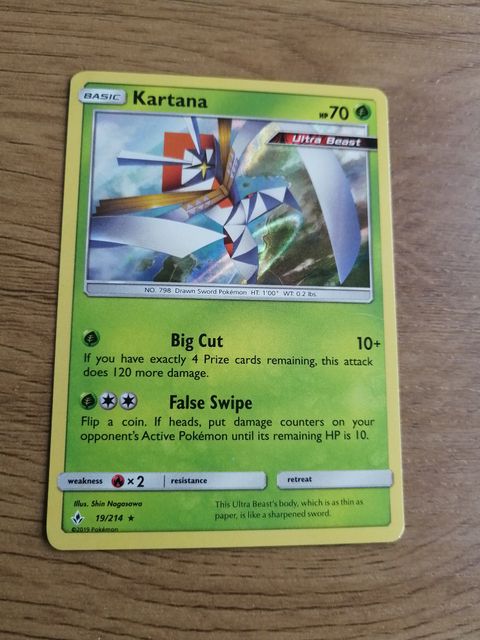 BASIC Kartana HP 70
Ultra Beast
NO. 798 Drawn Sword Pokémon HT: 1'00" WT: 0.2 lbs.
Big Cut 10+
If you have exactly 4 Prize cards remaining, this attack
does 120 more damage.
False Swipe
Flip a coin. If heads, put damage counters on your
opponent's Active Pokémon until its remaining HP is 10.
weakness ×2 resistance retreat
Illus. Shin Nagasawa
19/214 ★
©2019 Pokémon
This Ultra Beast's body, which is as thin as
paper, is like a sharpened sword.